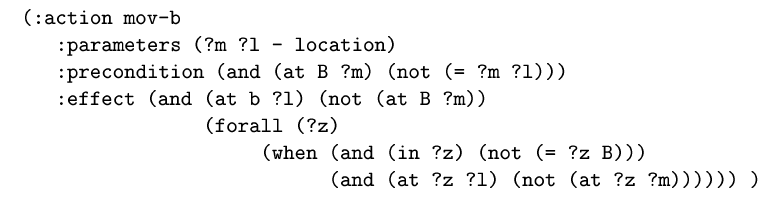 (:action mov-b
:parameters (?m ?l - location)
:precondition (and (at B ?m) (not (= ?m ?l)))
:effect (and (at b ?l) (not (at B ?m))
(forall (?z)
(when (and (in ?z) (not (= ?z B)))
(and (at ?z ?l) (not (at ?z ?m)))))) )